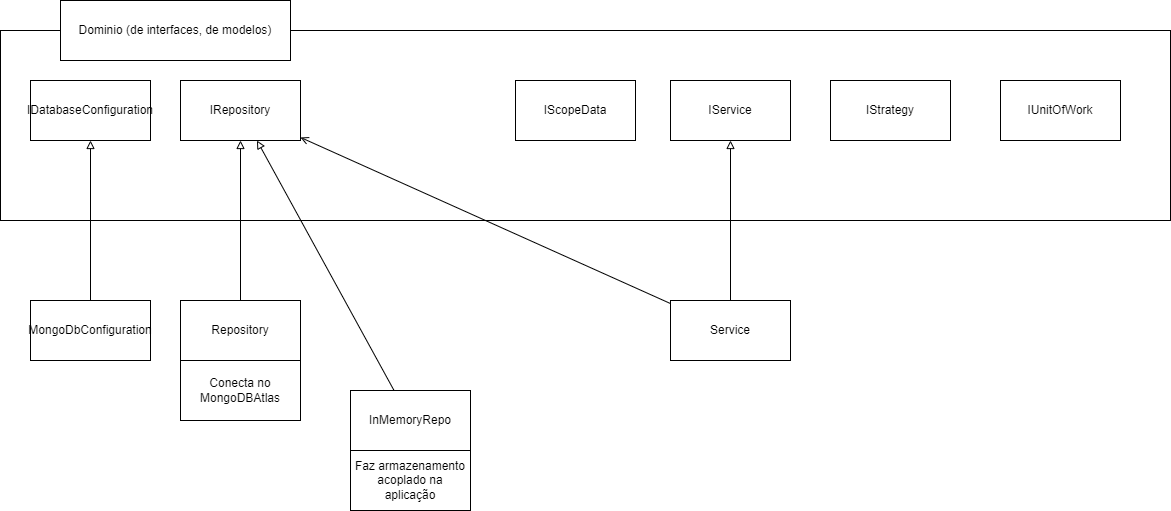 Dominio (de interfaces, de modelos)
IDatabaseConfiguration
IRepository
IScopeData
IService
IStrategy
IUnitOfWork
MongoDbConfiguration
Repository
Service
Conecta no
MongoDBAtlas
InMemoryRepo
Faz armazenamento
acoplado na
aplicação